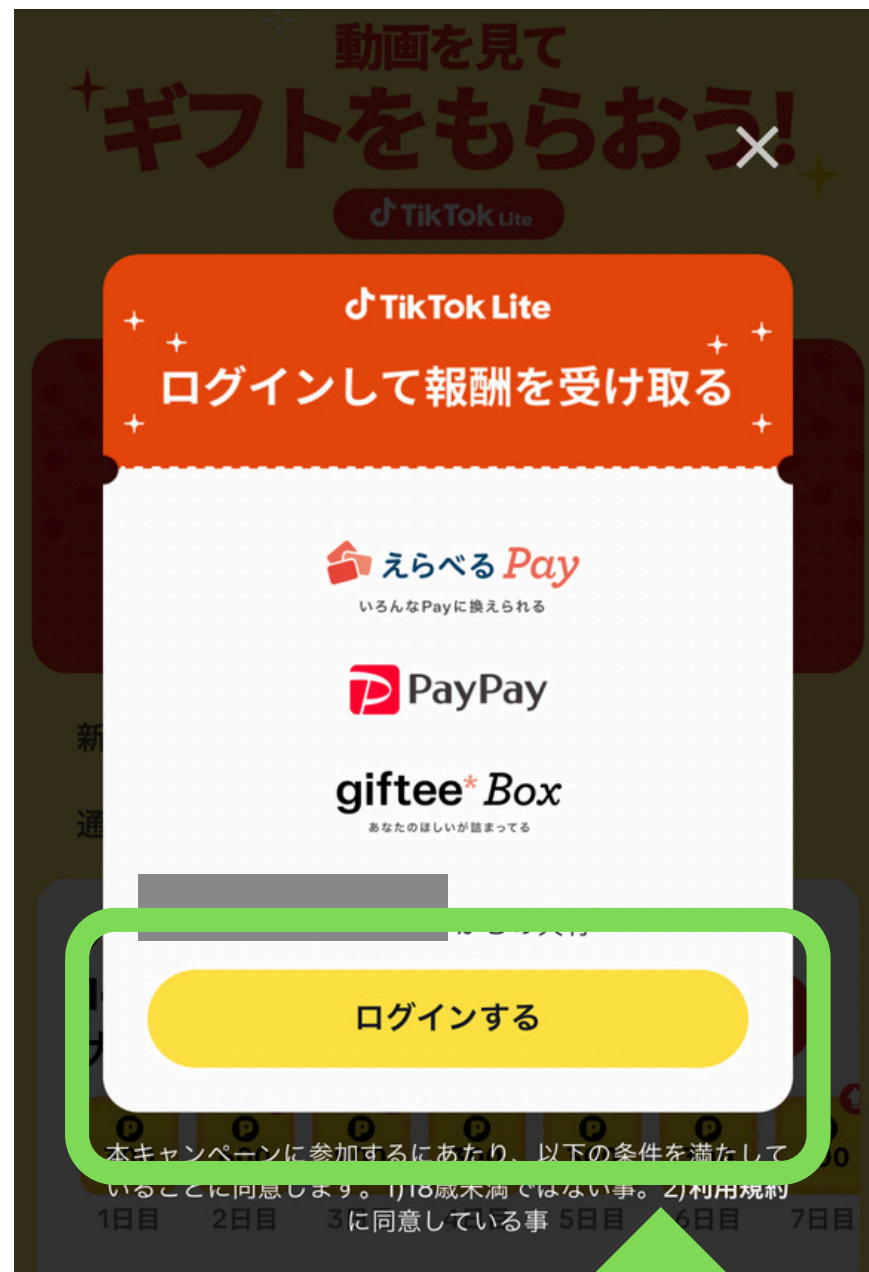 動画を見て
ギフトをもらおう!
TikTok Lite
TikTok Lite
ログインして報酬を受け取る
えらべる Pay
いろんなPayに換えられる
PayPay
giftee* Box
あなたのほしいが詰まってる
新
通
ログインする
P P P P P P
本キャンペーンに参加するにあたり、以下の条件を満たして
いることに同意します。1)18歳未満ではない事。2)利用規約
に同意している事
1日目 2日目 3 5日目 6日目 7日目